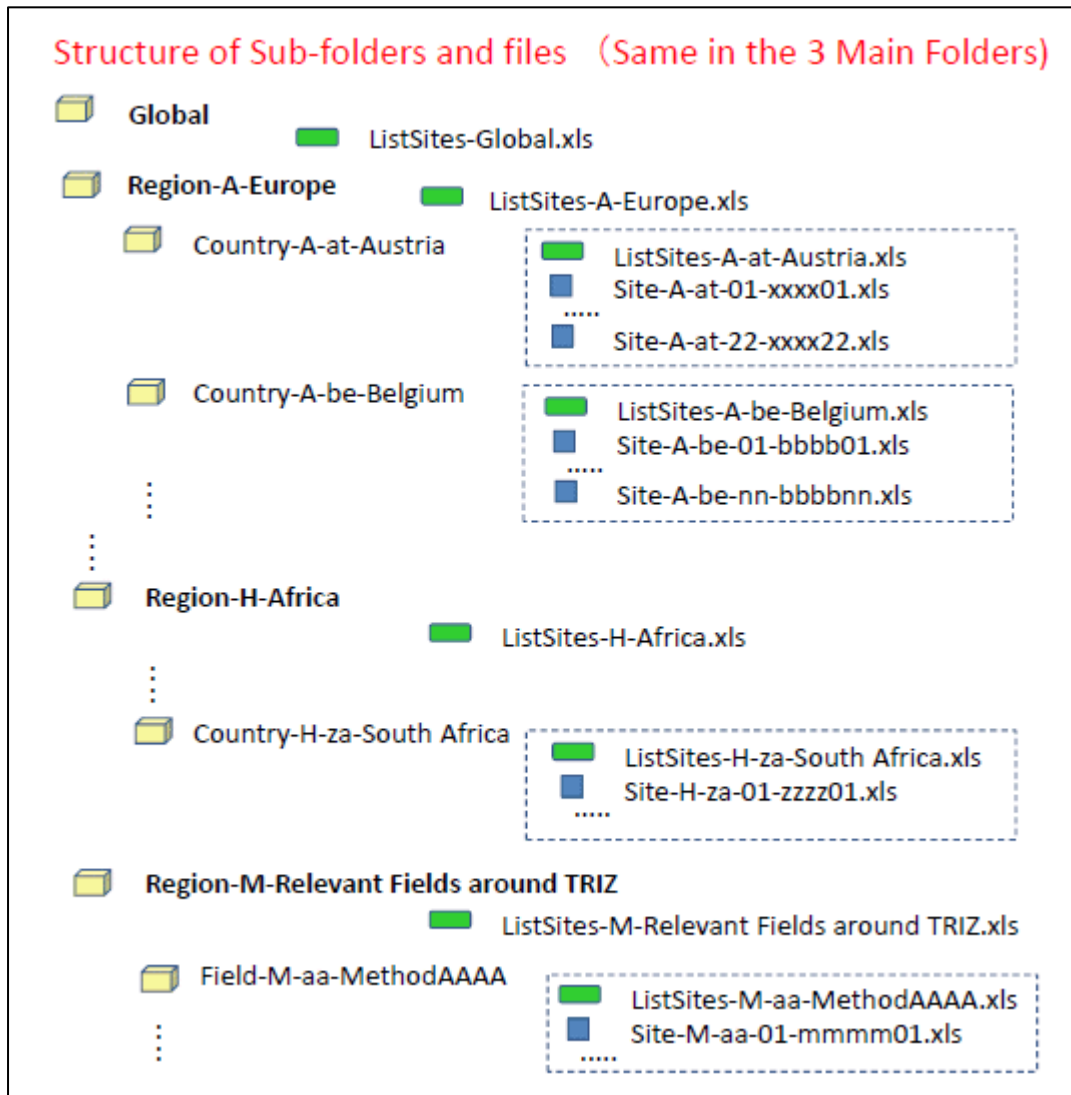 Structure of Sub-folders and files （Same in the 3 Main Folders)
Global
ListSites-Global.xls
Region-A-Europe
ListSites-A-Europe.xls
Country-A-at-Austria
ListSites-A-at-Austria.xls
Site-A-at-01-xxxx01.xls
.....
Site-A-at-22-xxxx22.xls
Country-A-be-Belgium
ListSites-A-be-Belgium.xls
Site-A-be-01-bbbb01.xls
.....
Site-A-be-nn-bbbbnn.xls
Region-H-Africa
ListSites-H-Africa.xls
Country-H-za-South Africa
ListSites-H-za-South Africa.xls
Site-H-za-01-zzzz01.xls
.....
Region-M-Relevant Fields around TRIZ
ListSites-M-Relevant Fields around TRIZ.xls
Field-M-aa-MethodAAAA
ListSites-M-aa-MethodAAAA.xls
Site-M-aa-01-mmmm01.xls
.....